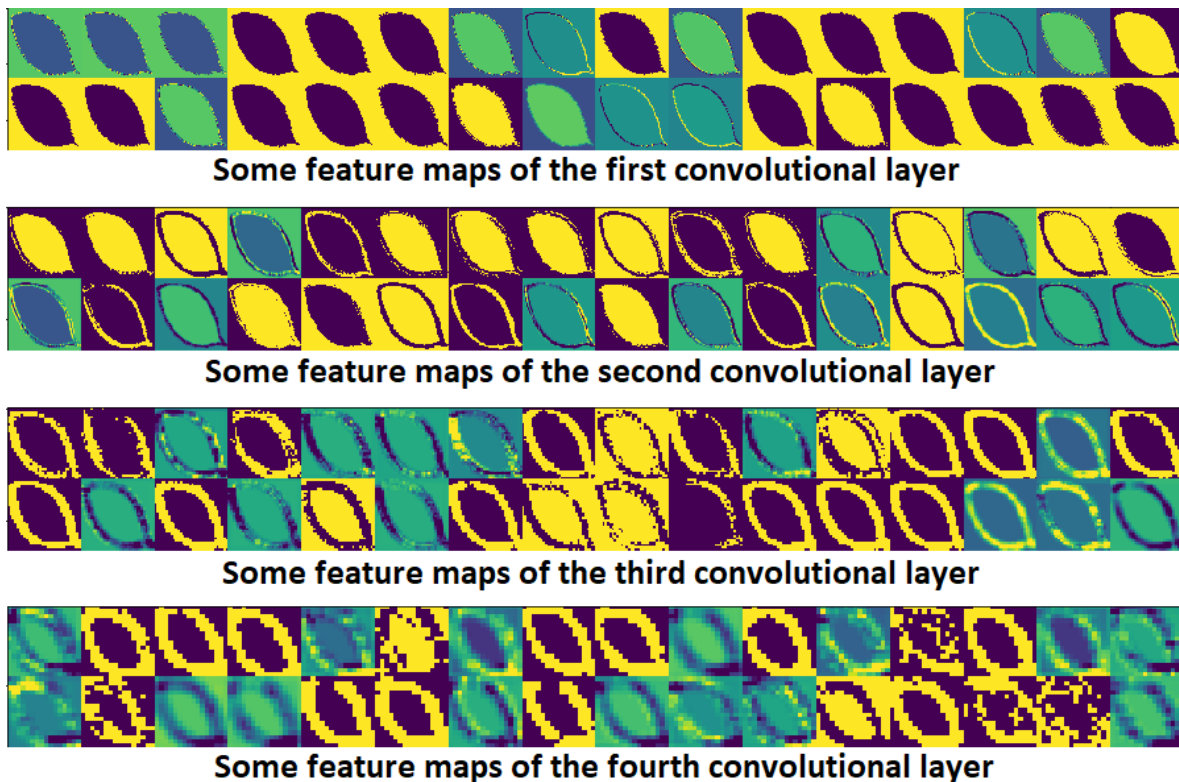 Some feature maps of the first convolutional layer
Some feature maps of the second convolutional layer
Some feature maps of the third convolutional layer
Some feature maps of the fourth convolutional layer